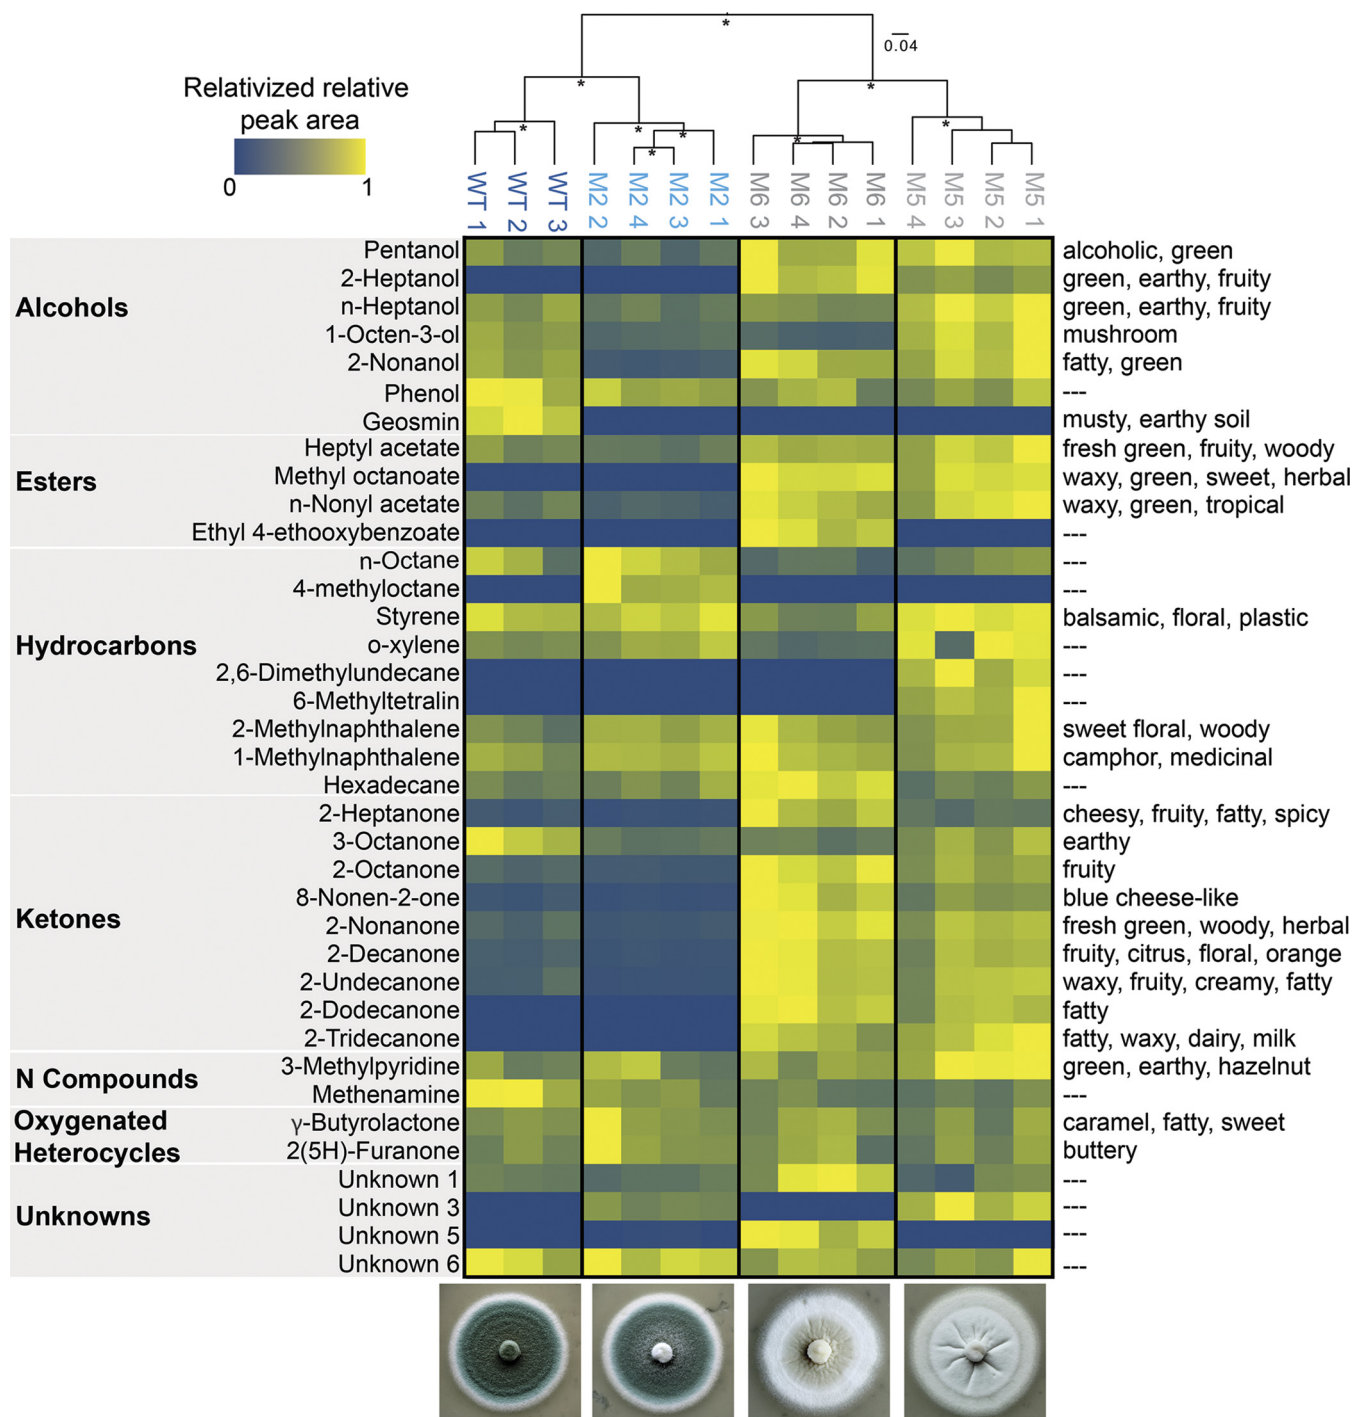 0.04
Relativized relative
peak area
0 1
WT 1 WT 2 WT 3 M2 2 M2 4 M2 3 M2 1 M6 3 M6 4 M6 2 M6 1 M5 4 M5 3 M5 2 M5 1
Alcohols
Pentanol alcoholic, green
2-Heptanol green, earthy, fruity
n-Heptanol green, earthy, fruity
1-Octen-3-ol mushroom
2-Nonanol fatty, green
Phenol ---
Geosmin musty, earthy soil
Esters
Heptyl acetate fresh green, fruity, woody
Methyl octanoate waxy, green, sweet, herbal
n-Nonyl acetate waxy, green, tropical
Ethyl 4-ethooxybenzoate ---
Hydrocarbons
n-Octane ---
4-methyloctane ---
Styrene balsamic, floral, plastic
o-xylene ---
2,6-Dimethylundecane ---
6-Methyltetralin ---
2-Methylnaphthalene sweet floral, woody
1-Methylnaphthalene camphor, medicinal
Hexadecane ---
Ketones
2-Heptanone cheesy, fruity, fatty, spicy
3-Octanone earthy
2-Octanone fruity
8-Nonen-2-one blue cheese-like
2-Nonanone fresh green, woody, herbal
2-Decanone fruity, citrus, floral, orange
2-Undecanone waxy, fruity, creamy, fatty
2-Dodecanone fatty
2-Tridecanone fatty, waxy, dairy, milk
N Compounds
3-Methylpyridine green, earthy, hazelnut
Methenamine ---
Oxygenated
Heterocycles
γ-Butyrolactone caramel, fatty, sweet
2(5H)-Furanone buttery
Unknowns
Unknown 1 ---
Unknown 3 ---
Unknown 5 ---
Unknown 6 ---